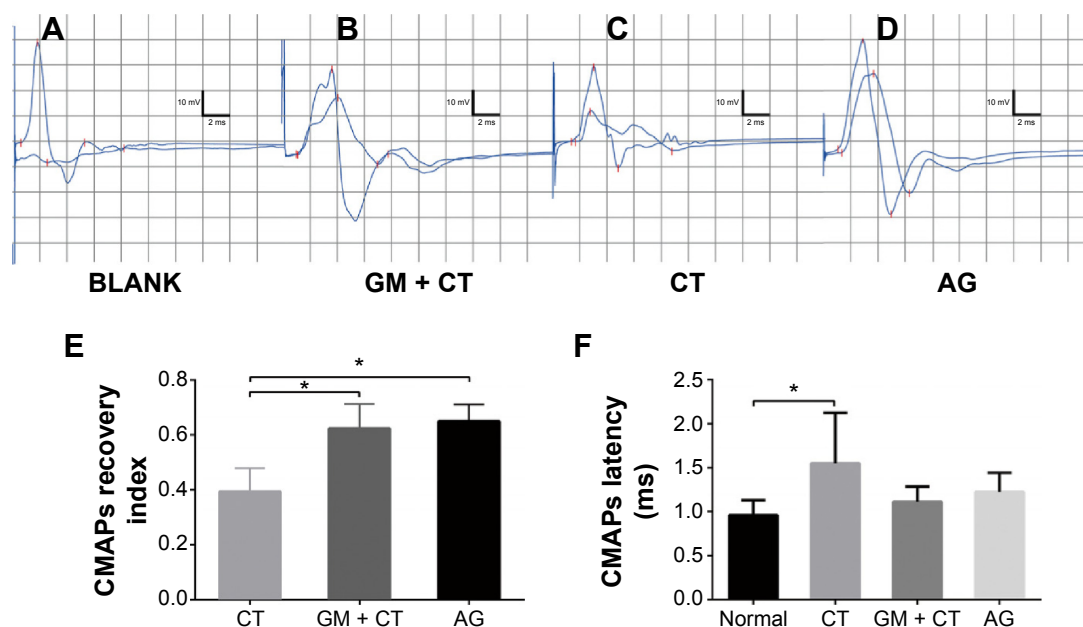 A B C D
10 mV 10 mV 10 mV 10 mV
2 ms 2 ms 2 ms 2 ms
BLANK GM + CT CT AG
E
CMAPs recovery
index
0.8
0.6
0.4
0.2
0.0
* 
*
CT GM + CT AG
F
CMAPs latency
(ms)
2.5
2.0
1.5
1.0
0.5
0.0
*
Normal CT GM + CT AG